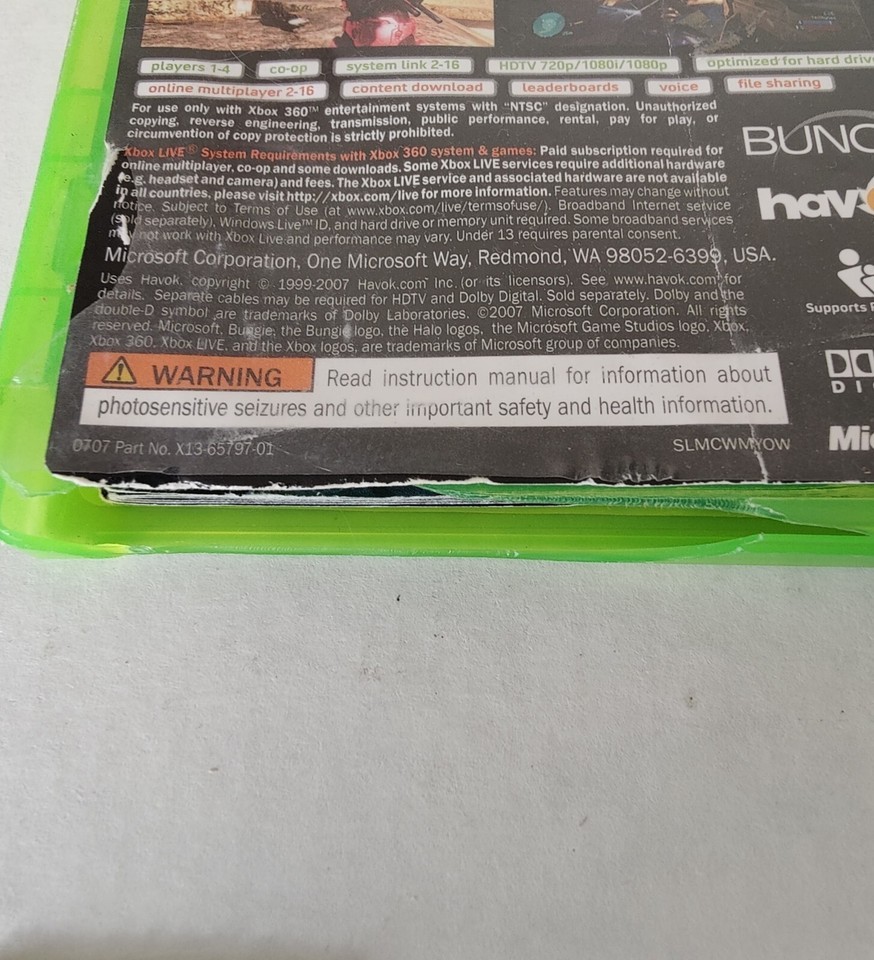 players 1-4 co-op system link 2-16 HDTV 720p/1080i/1080p optimized for hard
online multiplayer 2-16 content download leaderboards voice file sharing
For use only with Xbox 360™ entertainment systems with "NTSC" designation. Unauthorized
copying, reverse engineering, transmission, public performance, rental, pay for play, or
circumvention of copy protection is strictly prohibited.
Xbox LIVE® System Requirements with Xbox 360 system & games: Paid subscription required for
online multiplayer, co-op and some downloads. Some Xbox LIVE services require additional hardware
(e.g. headset and camera) and fees. The Xbox LIVE service and associated hardware are not available
in all countries. please visit http://xbox.com/live for more information. Features may change without
notice. Subject to Terms of Use (at www.xbox.com/live/termsofuse/). Broadband Internet service
(sold separately), Windows Live™ ID, and hard drive or memory unit required. Some broadband services
may not work with Xbox Live and performance may vary. Under 13 requires parental consent.
Microsoft Corporation, One Microsoft Way, Redmond, WA 98052-6399, USA.
Uses Havok, copyright © 1999-2007 Havok.com Inc. (or its licensors). See www.havok.com for
details. Separate cables may be required for HDTV and Dolby Digital. Sold separately. Dolby and the
double-D symbol are trademarks of Dolby Laboratories. ©2007 Microsoft Corporation. All rights
reserved. Microsoft, Bungie, the Bungie logo, the Halo logos, the Microsoft Game Studios logo, Xbox,
Xbox 360, Xbox LIVE, and the Xbox logos, are trademarks of Microsoft group of companies.
WARNING Read instruction manual for information about
photosensitive seizures and other important safety and health information.
0707 Part No. X13-65797-01 SLMCWMYOW
BUNG
hav
Supports
DI
Mi